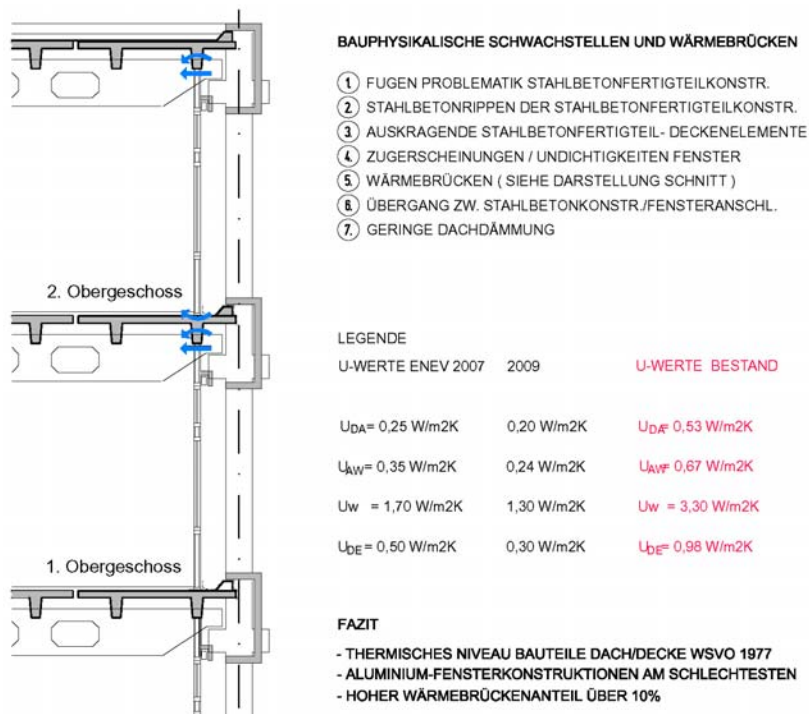 BAUPHYSIKALISCHE SCHWACHSTELLEN UND WÄRMEBRÜCKEN
1. FUGEN PROBLEMATIK STAHLBETONFERTIGTEILKONSTR.
2. STAHLBETONRIPPEN DER STAHLBETONFERTIGTEILKONSTR.
3. AUSKRAGENDE STAHLBETONFERTIGTEIL- DECKENELEMENTE
4. ZUGERSCHEINUNGEN / UNDICHTIGKEITEN FENSTER
5. WÄRMEBRÜCKEN ( SIEHE DARSTELLUNG SCHNITT )
6. ÜBERGANG ZW. STAHLBETONKONSTR./FENSTERANSCHL.
7. GERINGE DACHDÄMMUNG
2. Obergeschoss
1. Obergeschoss
LEGENDE
U-WERTE ENEV 2007 2009 U-WERTE BESTAND
UDA= 0,25 W/m2K 0,20 W/m2K UDA= 0,53 W/m2K
UAW= 0,35 W/m2K 0,24 W/m2K UAW= 0,67 W/m2K
Uw = 1,70 W/m2K 1,30 W/m2K Uw = 3,30 W/m2K
UDE= 0,50 W/m2K 0,30 W/m2K UDE= 0,98 W/m2K
FAZIT
- THERMISCHES NIVEAU BAUTEILE DACH/DECKE WSVO 1977
- ALUMINIUM-FENSTERKONSTRUKTIONEN AM SCHLECHTESTEN
- HOHER WÄRMEBRÜCKENANTEIL ÜBER 10%